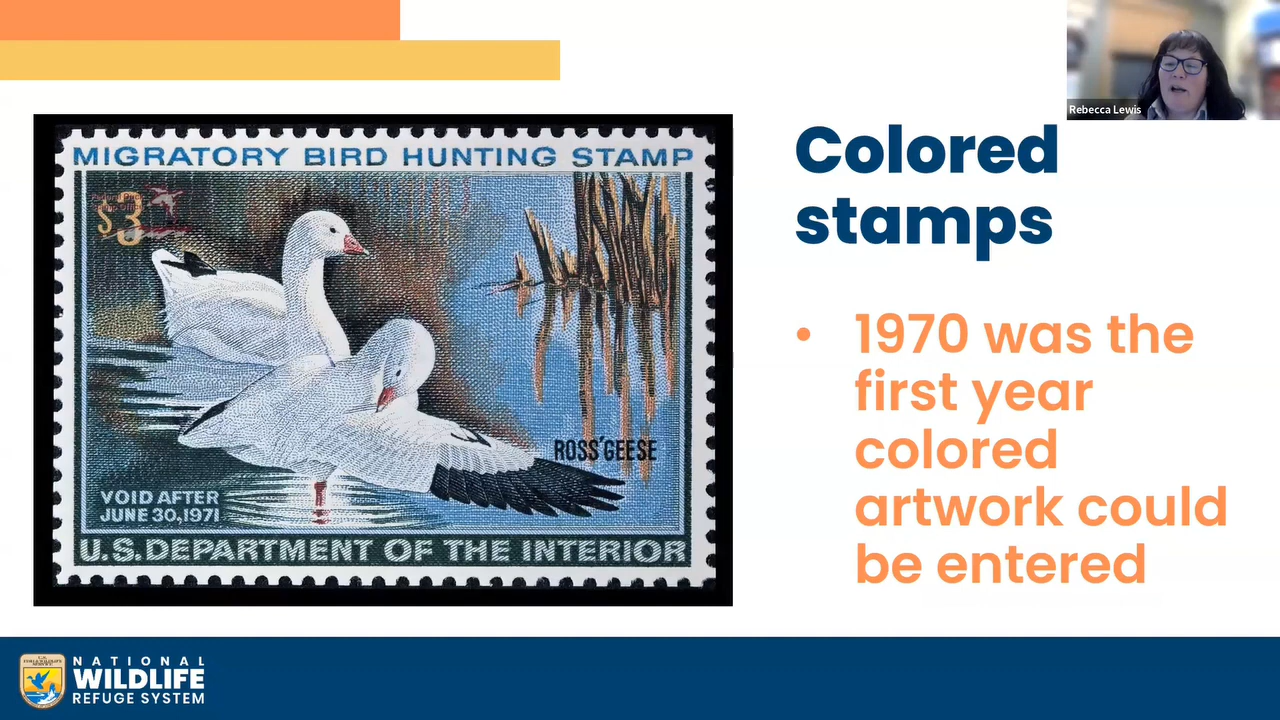 Rebecca Lewis
MIGRATORY BIRD HUNTING STAMP
$3
ROSS' GEESE
VOID AFTER
JUNE 30, 1971
U.S. DEPARTMENT OF THE INTERIOR
Colored
stamps
• 1970 was the
first year
colored
artwork could
be entered
NATIONAL
WILDLIFE
REFUGE SYSTEM